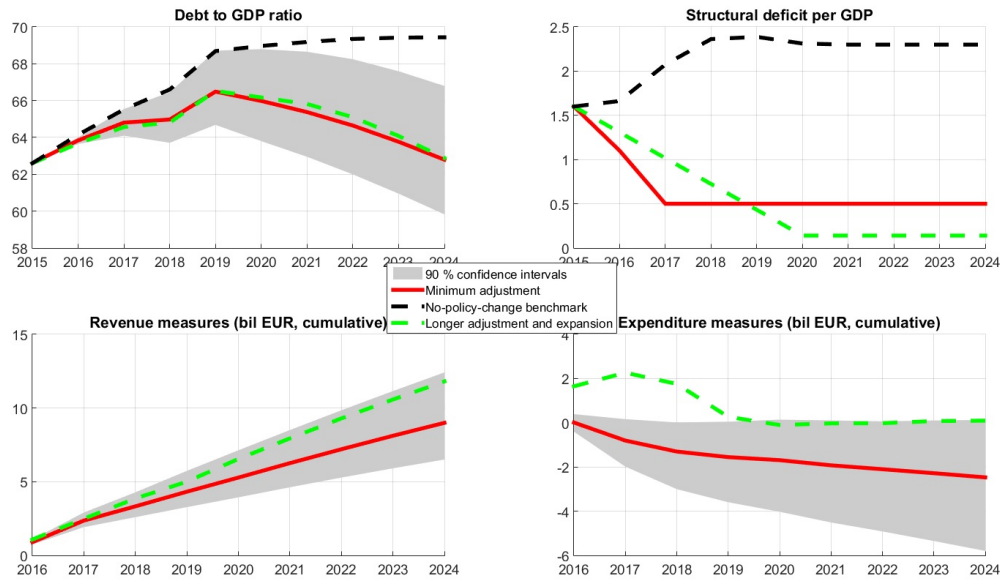 Debt to GDP ratio
70
68
66
64
62
60
58
2015 2016 2017 2018 2019 2020 2021 2022 2023 2024
Structural deficit per GDP
2.5
2
1.5
1
0.5
0
2015 2016 2017 2018 2019 2020 2021 2022 2023 2024
90 % confidence intervals
Minimum adjustment
No-policy-change benchmark
Longer adjustment and expansion
Revenue measures (bil EUR, cumulative)
15
10
5
0
2016 2017 2018 2019 2020 2021 2022 2023 2024
Expenditure measures (bil EUR, cumulative)
4
2
0
-2
-4
-6
2016 2017 2018 2019 2020 2021 2022 2023 2024